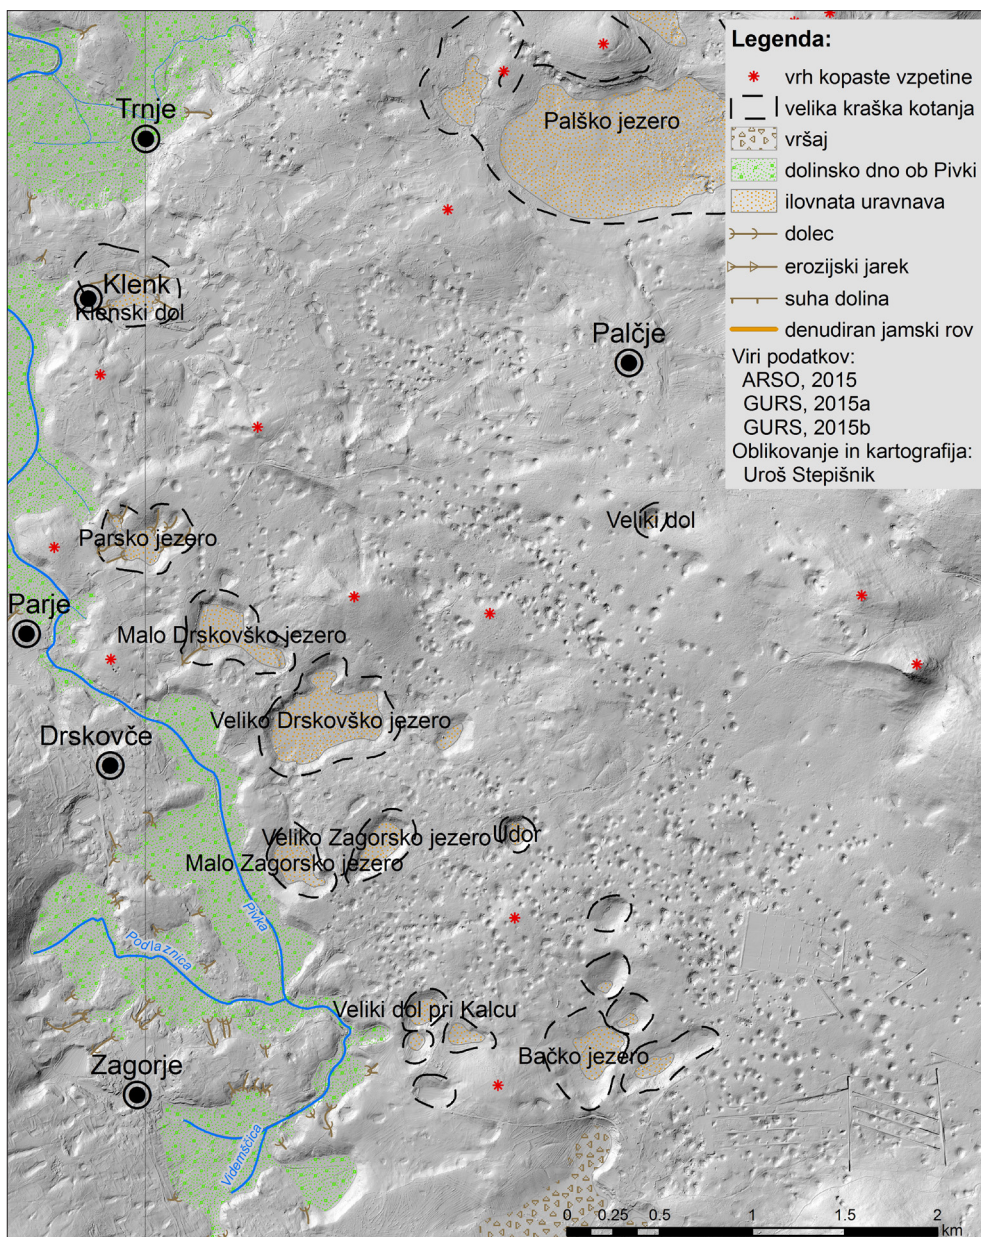 Legenda:
vrh kopaste vzpetine
velika kraška kotanja
vršaj
dolinsko dno ob Pivki
ilovnata uravnava
dolec
erozijski jarek
suha dolina
denudiran jamski rov
Viri podatkov:
ARSO, 2015
GURS, 2015a
GURS, 2015b
Oblikovanje in kartografija:
Uroš Stepišnik
Trnje
Palško jezero
Klenk
Klenski dol
Palčje
Veliki dol
Parsko jezero
Parje
Malo Drskovško jezero
Veliko Drskovško jezero
Drskovče
Veliko Zagorsko jezero
Udor
Malo Zagorsko jezero
Pivka
Podlaznica
Veliki dol pri Kalcu
Bačko jezero
Zagorje
Videmščica
0 0.25 0.5 1 1.5 2
km